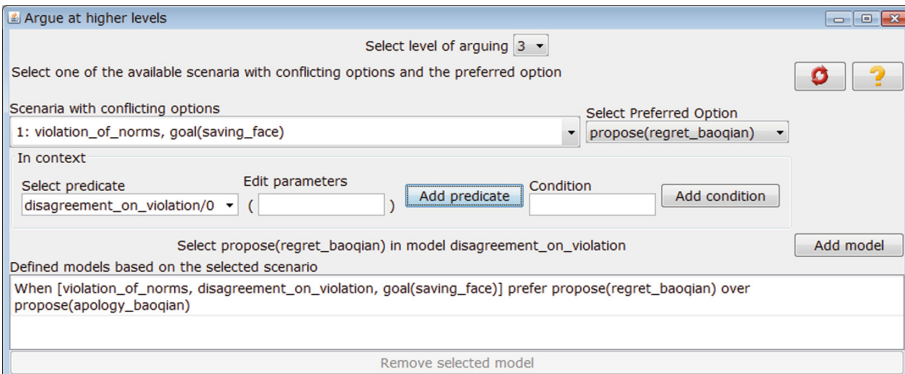 Argue at higher levels
Select level of arguing 3
Select one of the available scenaria with conflicting options and the preferred option
Scenaria with conflicting options
Select Preferred Option
1: violation_of_norms, goal(saving_face)
propose(regret_baoqian)
In context
Select predicate
Edit parameters
Condition
disagreement_on_violation/0
(
)
Add predicate
Add condition
Select propose(regret_baoqian) in model disagreement_on_violation
Add model
Defined models based on the selected scenario
When [violation_of_norms, disagreement_on_violation, goal(saving_face)] prefer propose(regret_baoqian) over
propose(apology_baoqian)
Remove selected model